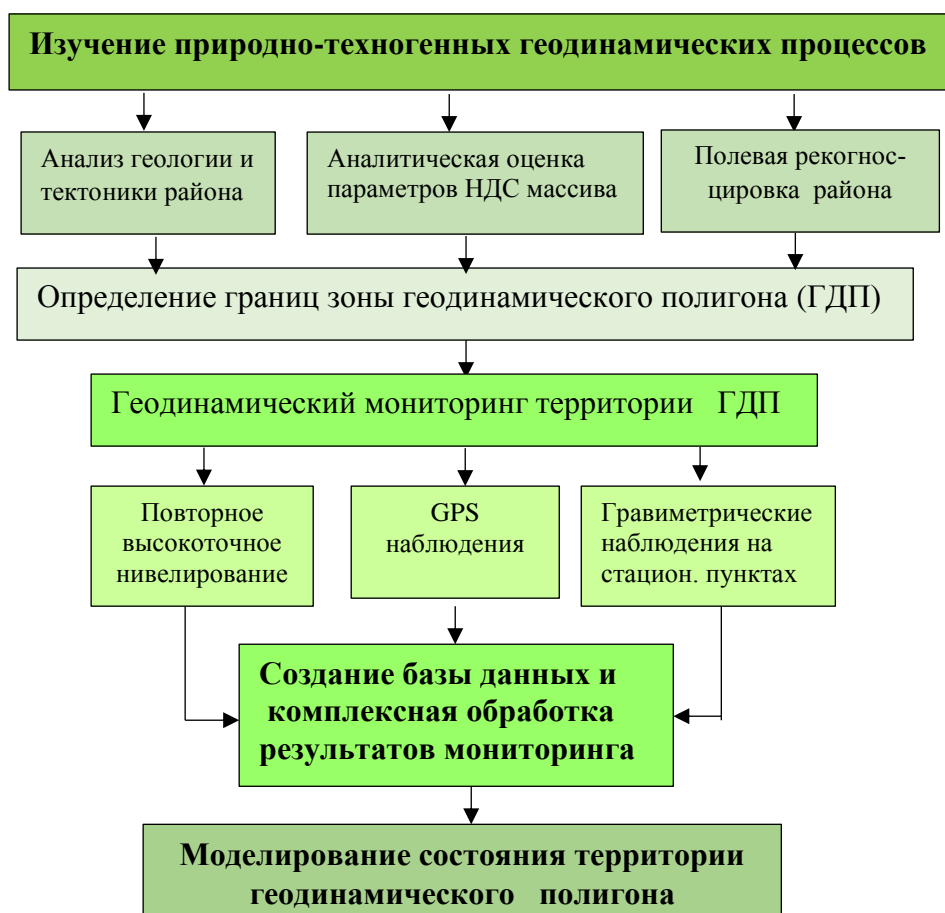 Изучение природно-техногенных геодинамических процессов
Анализ геологии и
тектоники района
Аналитическая оценка
параметров НДС массива
Полевая рекогнос-
цировка района
Определение границ зоны геодинамического полигона (ГДП)
Геодинамический мониторинг территории ГДП
Повторное
высокоточное
нивелирование
GPS
наблюдения
Гравиметрические
наблюдения на
стацион. пунктах
Создание базы данных и
комплексная обработка
результатов мониторинга
Моделирование состояния территории
геодинамического полигона